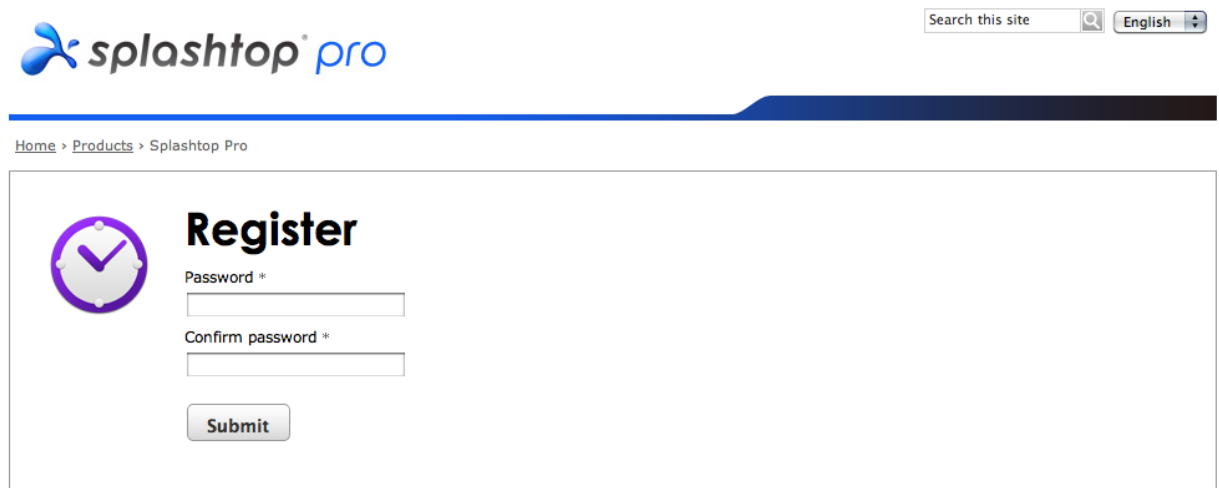 Search this site
English
splashtop® pro
Home › Products › Splashtop Pro
Register
Password *
Confirm password *
Submit